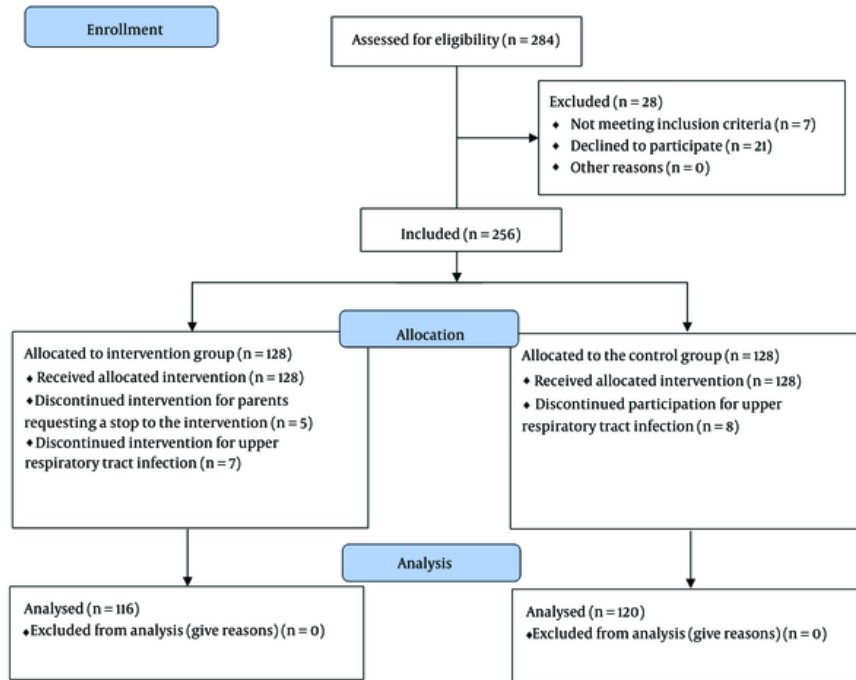 Enrollment
Assessed for eligibility (n = 284)
Excluded (n = 28)
♦ Not meeting inclusion criteria (n = 7)
♦ Declined to participate (n = 21)
♦ Other reasons (n = 0)
Included (n = 256)
Allocation
Allocated to intervention group (n = 128)
♦ Received allocated intervention (n = 128)
♦Discontinued intervention for parents
requesting a stop to the intervention (n = 5)
♦Discontinued intervention for upper
respiratory tract infection (n = 7)
Allocated to the control group (n = 128)
♦ Received allocated intervention (n = 128)
♦ Discontinued participation for upper
respiratory tract infection (n = 8)
Analysis
Analysed (n = 116)
♦Excluded from analysis (give reasons) (n = 0)
Analysed (n = 120)
♦Excluded from analysis (give reasons) (n = 0)